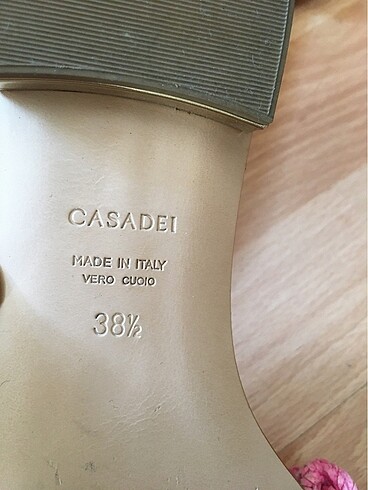 CASADEI
MADE IN ITALY
VERO CUOIO
38½